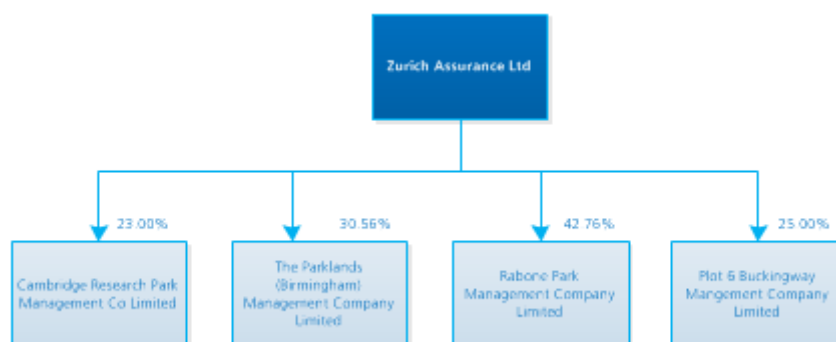 Zurich Assurance Ltd
23.00%
30.56%
42.76%
25.00%
Cambridge Research Park
Management Co Limited
The Parklands
(Birmingham)
Management Company
Limited
Rabone Park
Management Company
Limited
Plot 6 Buckingway
Mangement Company
Limited